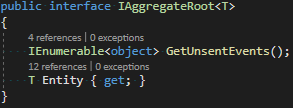 public interface IAggregateRoot<T>
{
4 references | 0 exceptions
IEnumerable<object> GetUnsentEvents();
12 references | 0 exceptions
T Entity { get; }
}